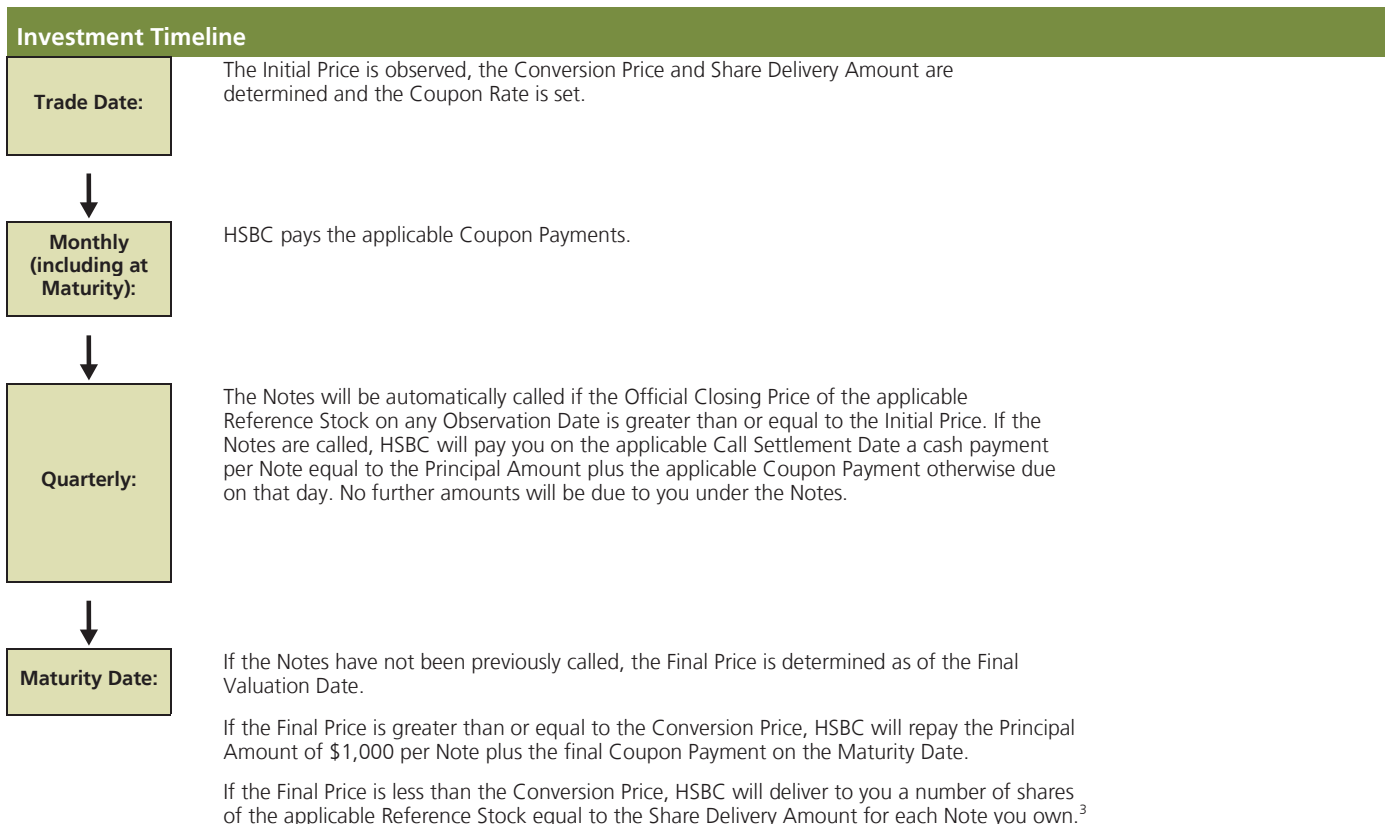 Investment Timeline
Trade Date:
The Initial Price is observed, the Conversion Price and Share Delivery Amount are
determined and the Coupon Rate is set.
Monthly
(including at
Maturity):
HSBC pays the applicable Coupon Payments.
Quarterly:
The Notes will be automatically called if the Official Closing Price of the applicable
Reference Stock on any Observation Date is greater than or equal to the Initial Price. If the
Notes are called, HSBC will pay you on the applicable Call Settlement Date a cash payment
per Note equal to the Principal Amount plus the applicable Coupon Payment otherwise due
on that day. No further amounts will be due to you under the Notes.
Maturity Date:
If the Notes have not been previously called, the Final Price is determined as of the Final
Valuation Date.
If the Final Price is greater than or equal to the Conversion Price, HSBC will repay the Principal
Amount of $1,000 per Note plus the final Coupon Payment on the Maturity Date.
If the Final Price is less than the Conversion Price, HSBC will deliver to you a number of shares
of the applicable Reference Stock equal to the Share Delivery Amount for each Note you own.³